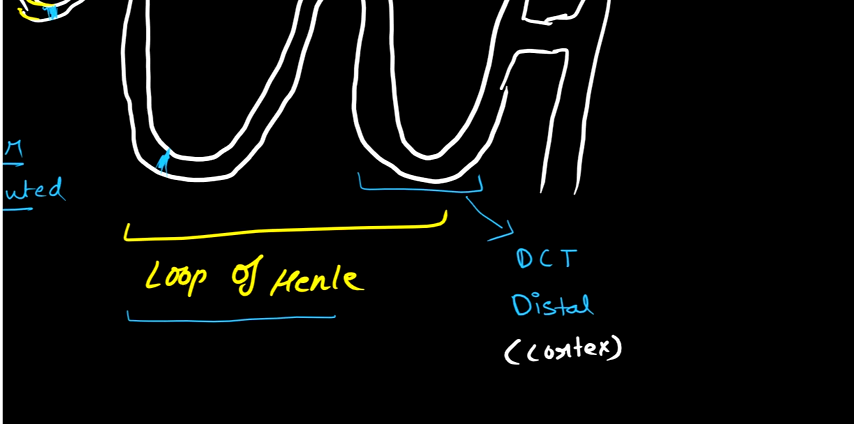 uted
Loop of Henle
DCT
Distal
(Cortex)